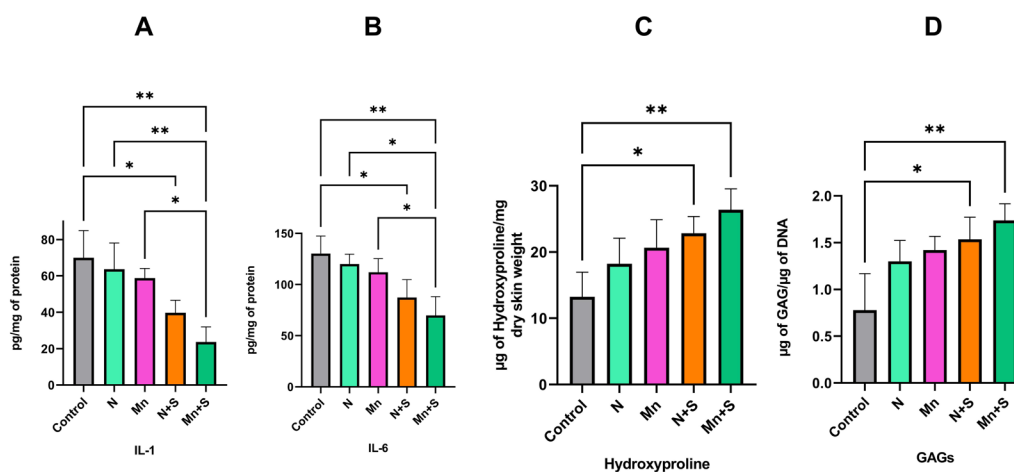 A
**
**
*
*
pg/mg of protein
80
60
40
20
0
Control
N
Mn
N+S
Mn+S
IL-1
B
**
*
*
*
pg/mg of protein
150
100
50
0
Control
N
Mn
N+S
Mn+S
IL-6
C
**
*
µg of Hydroxyproline/mg
dry skin weight
30
20
10
0
Control
N
Mn
N+S
Mn+S
Hydroxyproline
D
**
*
µg of GAG/µg of DNA
2.0
1.5
1.0
0.5
0.0
Control
N
Mn
N+S
Mn+S
GAGs